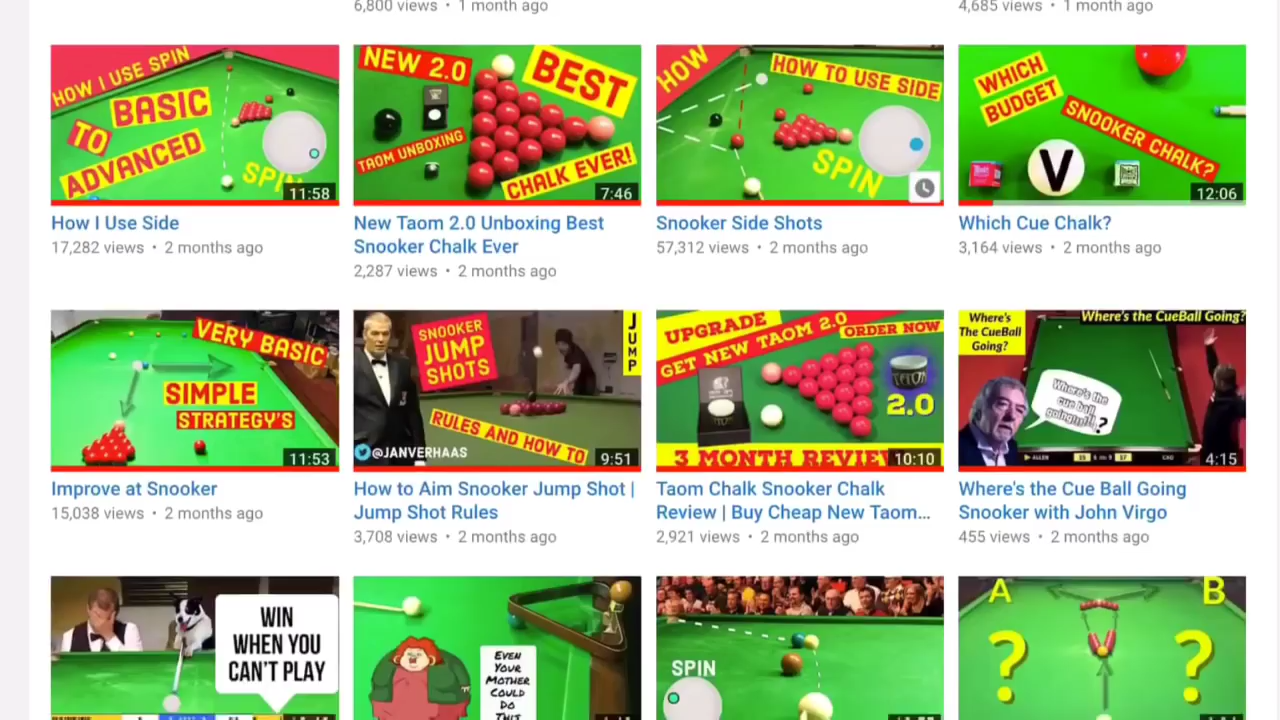 6,800 views • 1 month ago
4,685 views • 1 month ago
HOW I USE SPIN
BASIC
TO
ADVANCED
SPIN
11:58
NEW 2.0
BEST
TAOM UNBOXING
CHALK EVER!
7:46
HOW
HOW TO USE SIDE
SPIN
WHICH
BUDGET
SNOOKER CHALK?
V
12:06
How I Use Side
17,282 views • 2 months ago
New Taom 2.0 Unboxing Best
Snooker Chalk Ever
2,287 views • 2 months ago
Snooker Side Shots
57,312 views • 2 months ago
Which Cue Chalk?
3,164 views • 2 months ago
VERY BASIC
SIMPLE
STRATEGY'S
11:53
SNOOKER
JUMP
SHOTS
JUMP
RULES AND HOW TO
@JANVERHAAS
9:51
UPGRADE
ORDER NOW
GET NEW TAOM 2.0
2.0
3 MONTH REVIEW
10:10
Where's
The CueBall
Going?
Where's the CueBall Going?
Where's the
cue ball
going!!!!?
ALLEN
4:15
Improve at Snooker
15,038 views • 2 months ago
How to Aim Snooker Jump Shot |
Jump Shot Rules
3,708 views • 2 months ago
Taom Chalk Snooker Chalk
Review | Buy Cheap New Taom...
2,921 views • 2 months ago
Where's the Cue Ball Going
Snooker with John Virgo
455 views • 2 months ago
WIN
WHEN YOU
CAN'T PLAY
EVEN
YOUR
MOTHER
COULD
DO
THIS
SPIN
A
B
? ?